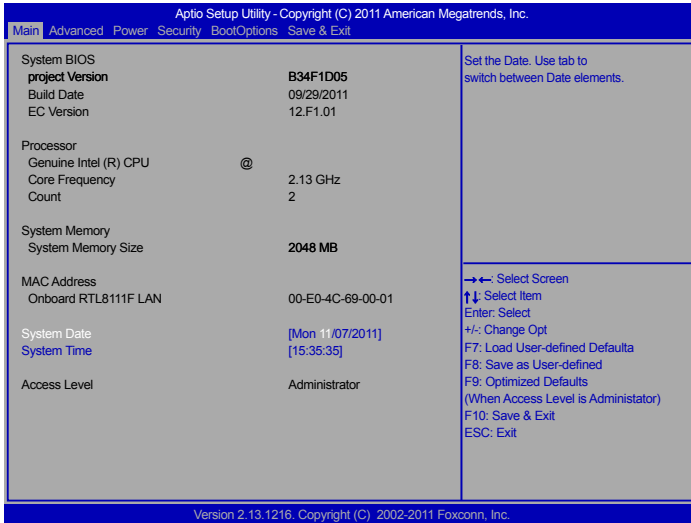 Aptio Setup Utility - Copyright (C) 2011 American Megatrends, Inc.
Main Advanced Power Security BootOptions Save & Exit
System BIOS
project Version B34F1D05
Build Date 09/29/2011
EC Version 12.F1.01
Processor
Genuine Intel (R) CPU @
Core Frequency 2.13 GHz
Count 2
System Memory
System Memory Size 2048 MB
MAC Address
Onboard RTL8111F LAN 00-E0-4C-69-00-01
System Date [Mon 11/07/2011]
System Time [15:35:35]
Access Level Administrator
Set the Date. Use tab to
switch between Date elements.
→←: Select Screen
↑↓: Select Item
Enter: Select
+/-: Change Opt
F7: Load User-defined Defaulta
F8: Save as User-defined
F9: Optimized Defaults
(When Access Level is Administator)
F10: Save & Exit
ESC: Exit
Version 2.13.1216. Copyright (C) 2002-2011 Foxconn, Inc.